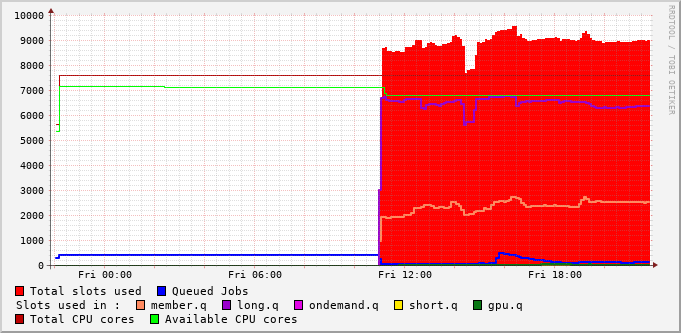 10000
9000
8000
7000
6000
5000
4000
3000
2000
1000
0
Fri 00:00 Fri 06:00 Fri 12:00 Fri 18:00
Total slots used Queued Jobs
Slots used in : member.q long.q ondemand.q short.q gpu.q
Total CPU cores Available CPU cores
RRDTOOL / TOBI OETIKER